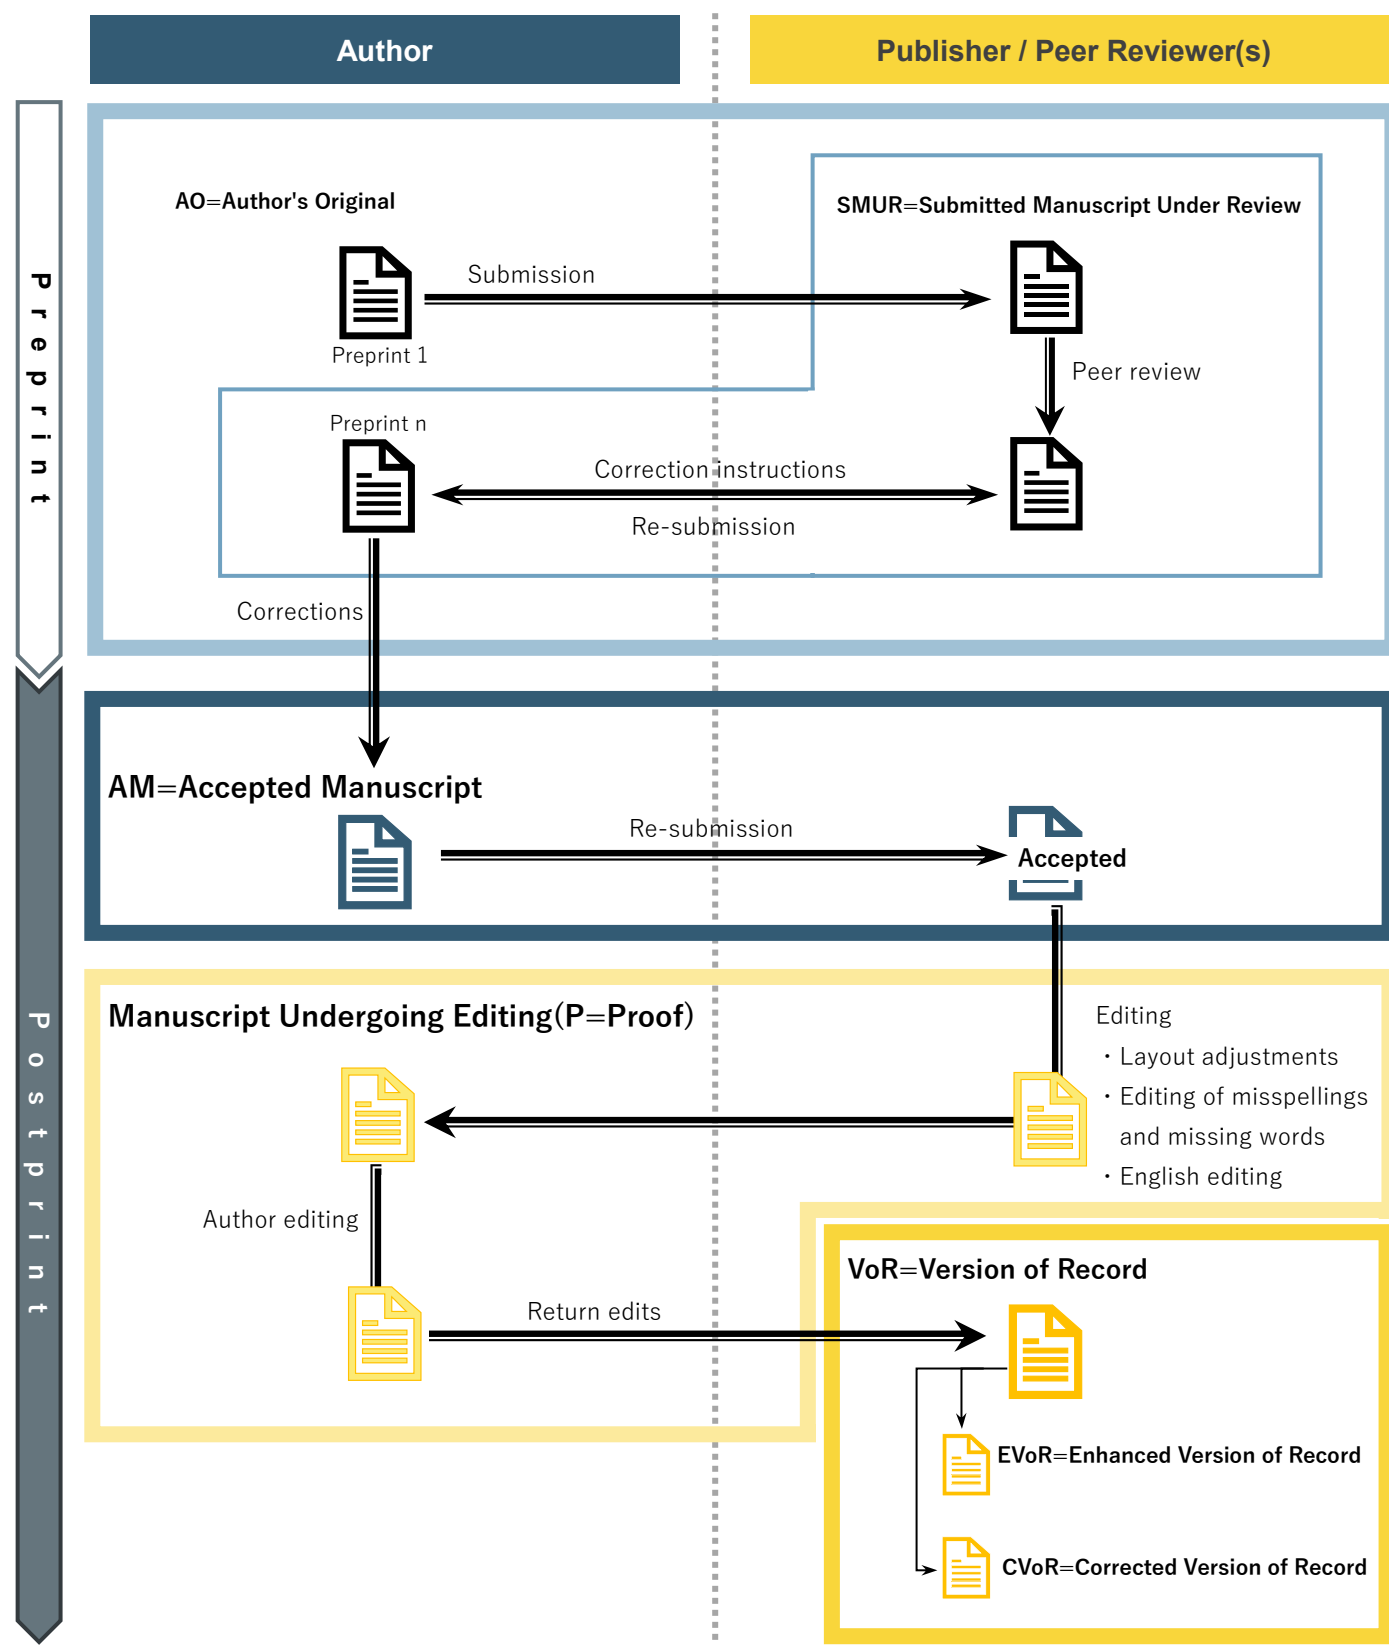 Author
Publisher / Peer Reviewer(s)
Preprint
AO=Author's Original
SMUR=Submitted Manuscript Under Review
Submission
Preprint 1
Peer review
Preprint n
Correction instructions
Re-submission
Corrections
Postprint
AM=Accepted Manuscript
Re-submission
Accepted
Manuscript Undergoing Editing(P=Proof)
Editing
・Layout adjustments
・Editing of misspellings
and missing words
・English editing
Author editing
Return edits
VoR=Version of Record
EVoR=Enhanced Version of Record
CVoR=Corrected Version of Record